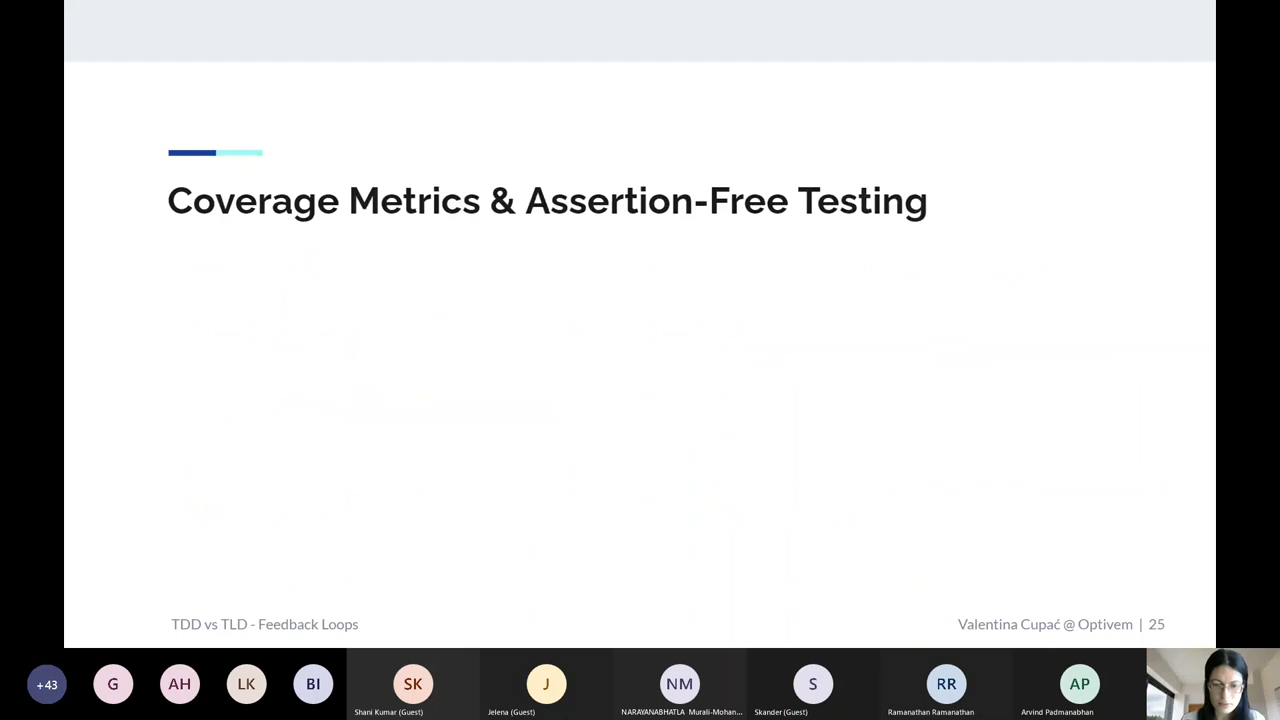 Coverage Metrics & Assertion-Free Testing
TDD vs TLD - Feedback Loops
Valentina Cupać @ Optivem | 25
+43
G
AH
LK
BI
SK
Shani Kumar (Guest)
J
Jelena (Guest)
NM
NARAYANABHATLA Murali-Mohan...
S
Skander (Guest)
RR
Ramanathan Ramanathan
AP
Arvind Padmanabhan